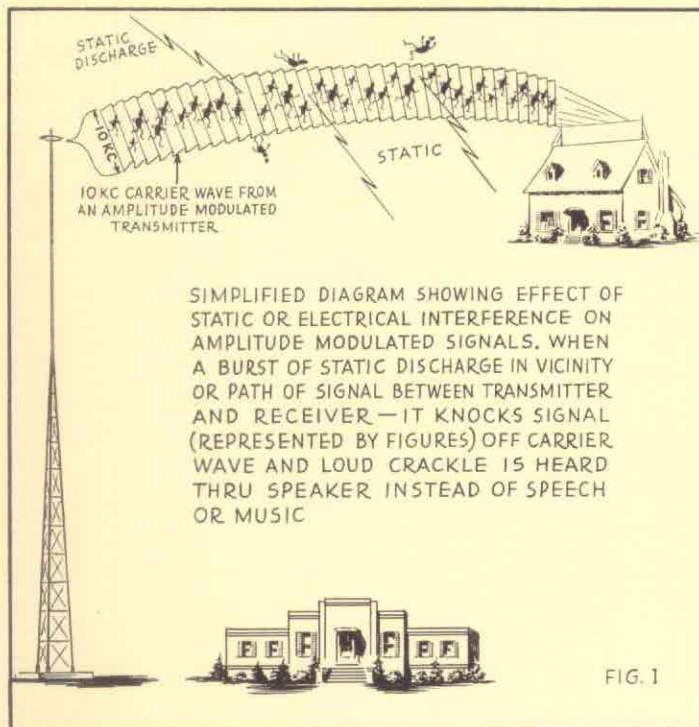 STATIC
DISCHARGE
10 KC
STATIC
10 KC CARRIER WAVE FROM
AN AMPLITUDE MODULATED
TRANSMITTER
SIMPLIFIED DIAGRAM SHOWING EFFECT OF
STATIC OR ELECTRICAL INTERFERENCE ON
AMPLITUDE MODULATED SIGNALS. WHEN
A BURST OF STATIC DISCHARGE IN VICINITY
OR PATH OF SIGNAL BETWEEN TRANSMITTER
AND RECEIVER—IT KNOCKS SIGNAL
(REPRESENTED BY FIGURES) OFF CARRIER
WAVE AND LOUD CRACKLE IS HEARD
THRU SPEAKER INSTEAD OF SPEECH
OR MUSIC
FIG. 1